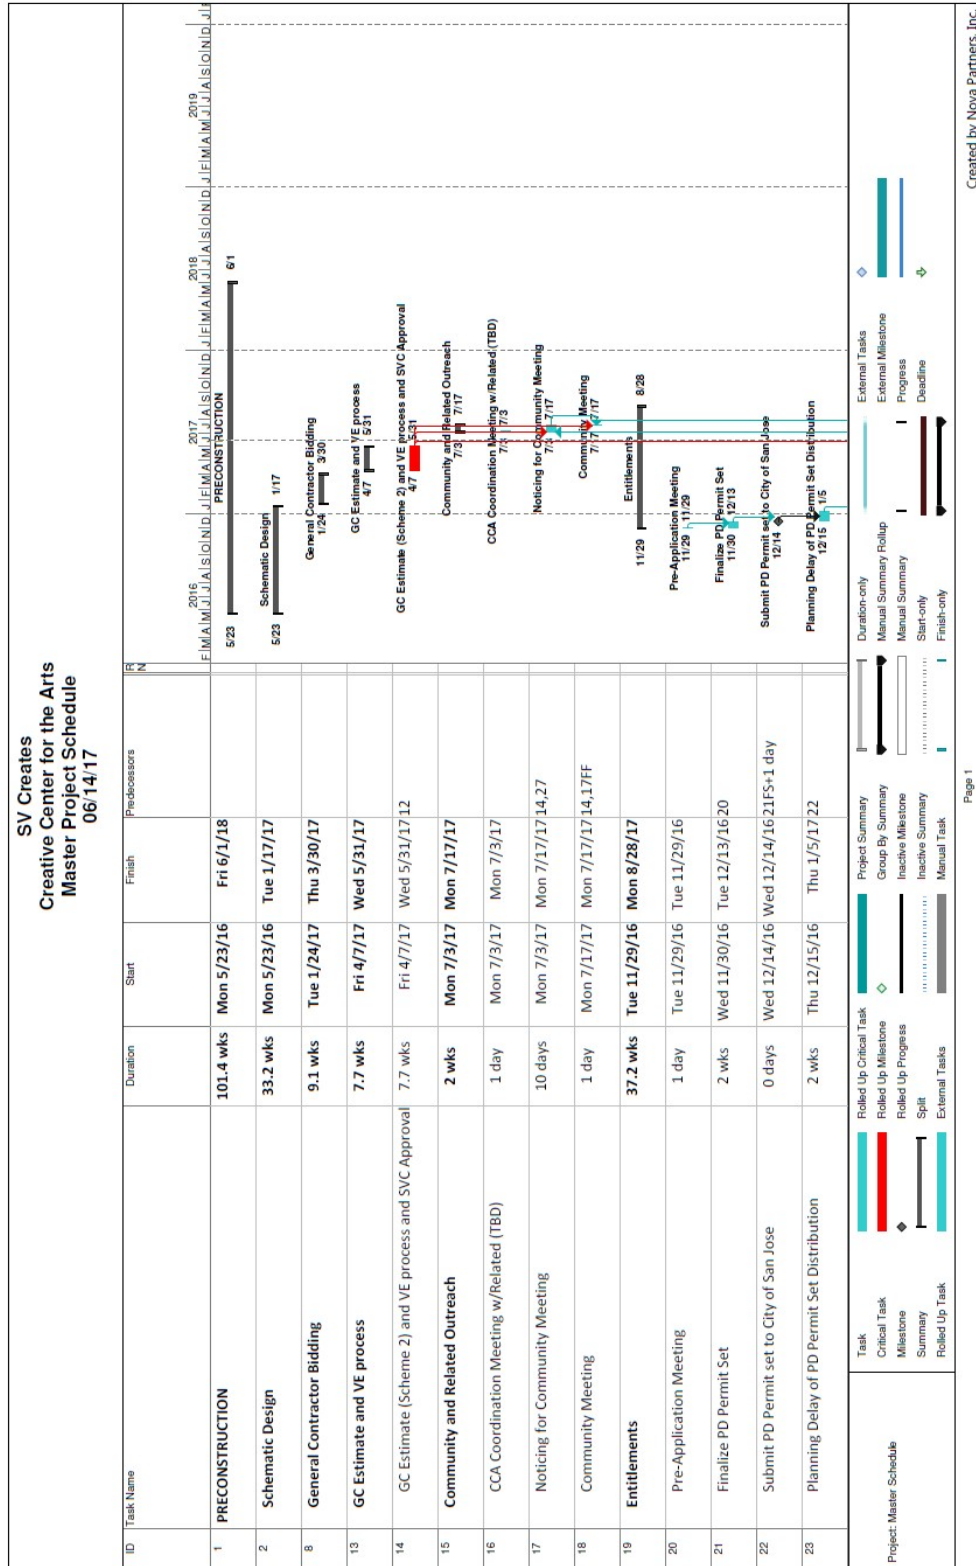 SV Creates
Creative Center for the Arts
Master Project Schedule
06/14/17
ID Task Name Duration Start Finish Predecessors R N
2016 2017 2018 2019
F M A M J J A S O N D J F M A M J J A S O N D J F M A M J J A S O N D J F M A M J J A S O N D J F
1 PRECONSTRUCTION 101.4 wks Mon 5/23/16 Fri 6/1/18
2 Schematic Design 33.2 wks Mon 5/23/16 Tue 1/17/17
8 General Contractor Bidding 9.1 wks Tue 1/24/17 Thu 3/30/17
13 GC Estimate and VE process 7.7 wks Fri 4/7/17 Wed 5/31/17
14 GC Estimate (Scheme 2) and VE process and SVC Approval 7.7 wks Fri 4/7/17 Wed 5/31/17 12
15 Community and Related Outreach 2 wks Mon 7/3/17 Mon 7/17/17
16 CCA Coordination Meeting w/Related (TBD) 1 day Mon 7/3/17 Mon 7/3/17
17 Noticing for Community Meeting 10 days Mon 7/3/17 Mon 7/17/17 14,27
18 Community Meeting 1 day Mon 7/17/17 Mon 7/17/17 14,17FF
19 Entitlements 37.2 wks Tue 11/29/16 Mon 8/28/17
20 Pre-Application Meeting 1 day Tue 11/29/16 Tue 11/29/16
21 Finalize PD Permit Set 2 wks Wed 11/30/16 Tue 12/13/16 20
22 Submit PD Permit set to City of San Jose 0 days Wed 12/14/16 Wed 12/14/16 21FS+1 day
23 Planning Delay of PD Permit Set Distribution 2 wks Thu 12/15/16 Thu 1/5/17 22
PRECONSTRUCTION
5/23 6/1
Schematic Design
5/23 1/17
General Contractor Bidding
1/24 3/30
GC Estimate and VE process
4/7 5/31
GC Estimate (Scheme 2) and VE process and SVC Approval
4/7 5/31
Community and Related Outreach
7/3 7/17
CCA Coordination Meeting w/Related (TBD)
7/3 7/3
Noticing for Community Meeting
7/3 7/17
Community Meeting
7/17 7/17
Entitlements
11/29 8/28
Pre-Application Meeting
11/29 11/29
Finalize PD Permit Set
11/30 12/13
Submit PD Permit set to City of San Jose
12/14
Planning Delay of PD Permit Set Distribution
12/15 1/5
Project: Master Schedule
Task
Critical Task
Milestone
Summary
Rolled Up Task
Rolled Up Critical Task
Rolled Up Milestone
Rolled Up Progress
Split
External Tasks
Project Summary
Group By Summary
Inactive Milestone
Inactive Summary
Manual Task
Duration-only
Manual Summary Rollup
Manual Summary
Start-only
Finish-only
External Tasks
External Milestone
Progress
Deadline
Page 1
Created by Nova Partners, Inc.